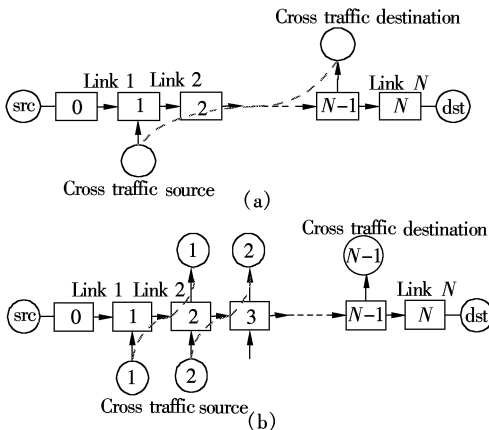 Cross traffic destination
Link 1 Link 2 Link N
src 0 1 2 N-1 N dst
Cross traffic source
(a)
Cross traffic destination
1 2 N-1
Link 1 Link 2 Link N
src 0 1 2 3 N-1 N dst
1 2
Cross traffic source
(b)